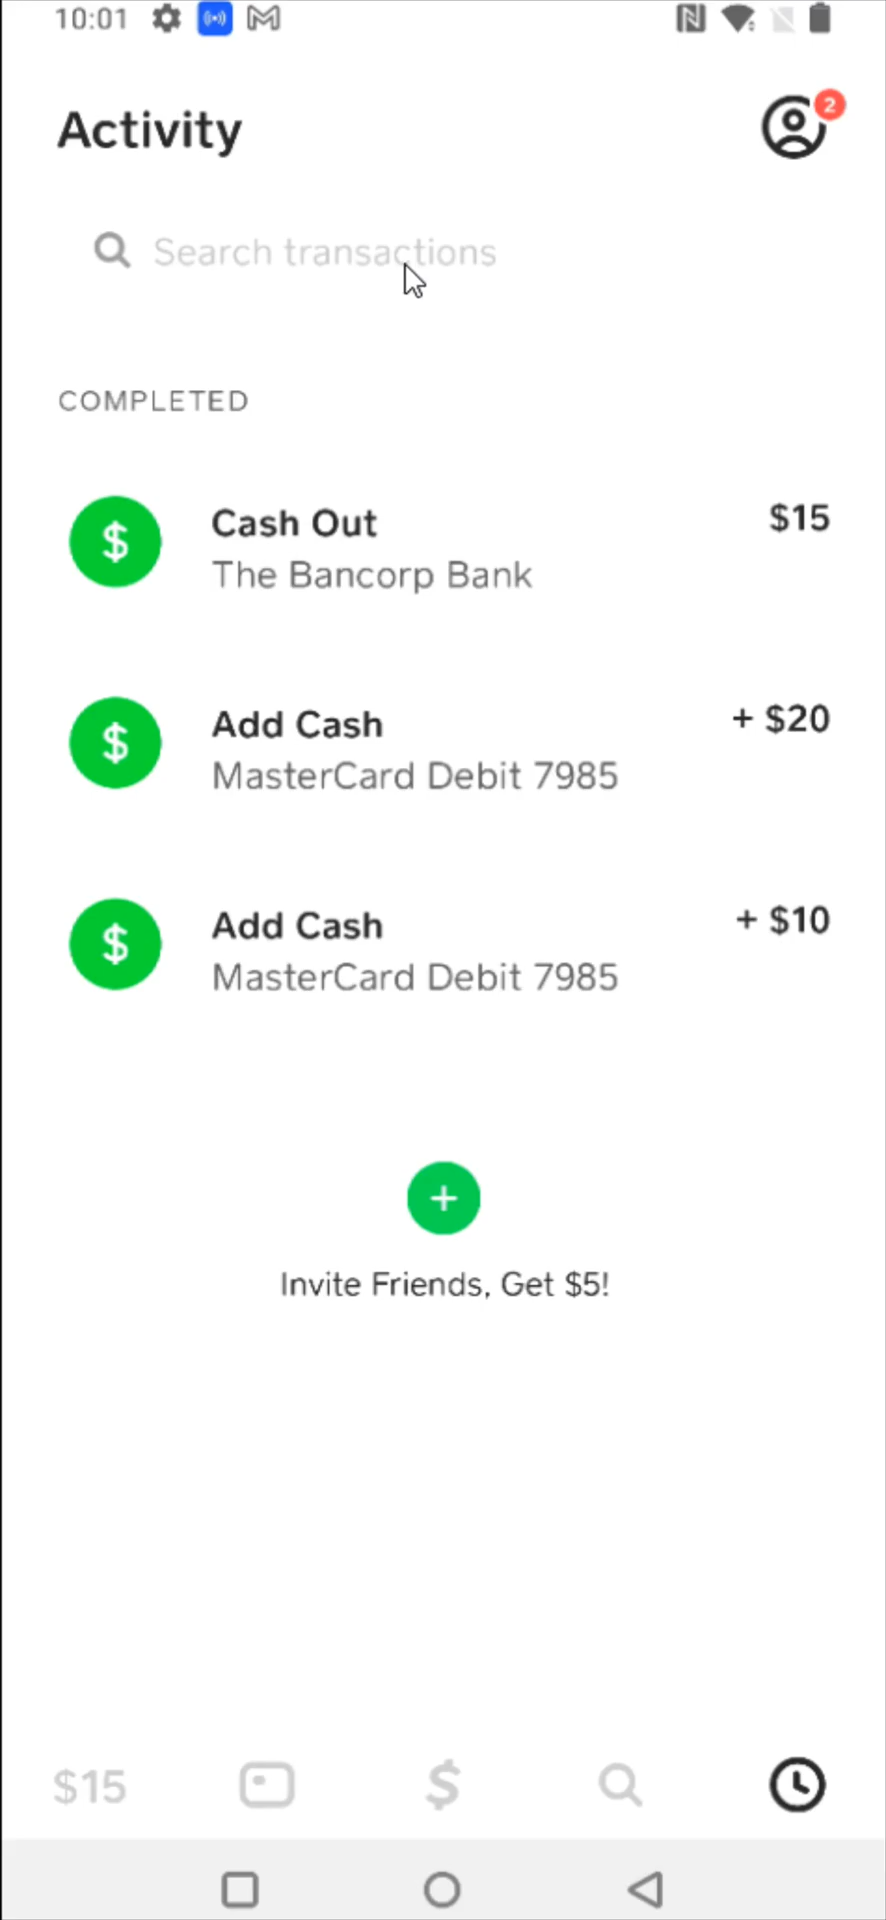 10:01
2
Activity
Search transactions
COMPLETED
Cash Out
$15
The Bancorp Bank
Add Cash
+ $20
MasterCard Debit 7985
Add Cash
+ $10
MasterCard Debit 7985
Invite Friends, Get $5!
$15